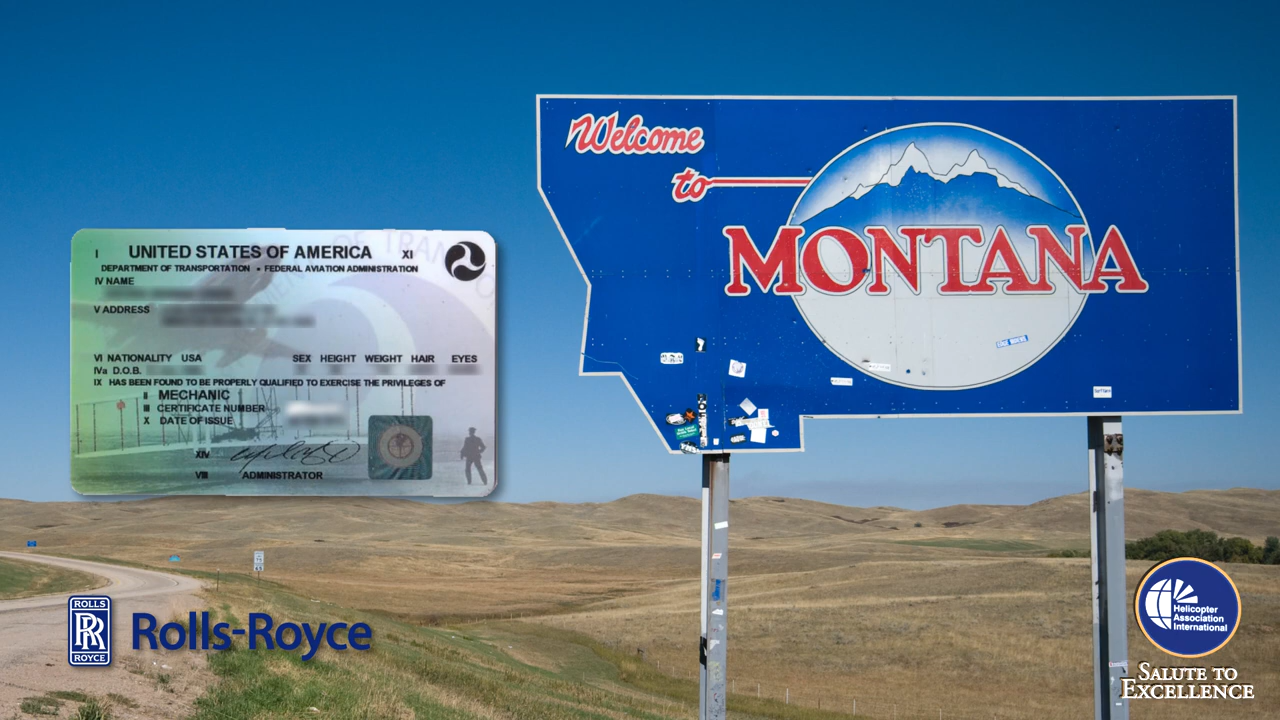 Welcome
to
MONTANA
I UNITED STATES OF AMERICA XI
DEPARTMENT OF TRANSPORTATION • FEDERAL AVIATION ADMINISTRATION
IV NAME
V ADDRESS
VI NATIONALITY USA SEX HEIGHT WEIGHT HAIR EYES
IVa D.O.B.
IX HAS BEEN FOUND TO BE PROPERLY QUALIFIED TO EXERCISE THE PRIVILEGES OF
II MECHANIC
III CERTIFICATE NUMBER
X DATE OF ISSUE
XIV
VIII ADMINISTRATOR
ROLLS
RR
ROYCE
Rolls-Royce
Helicopter
Association
International
SALUTE TO
EXCELLENCE